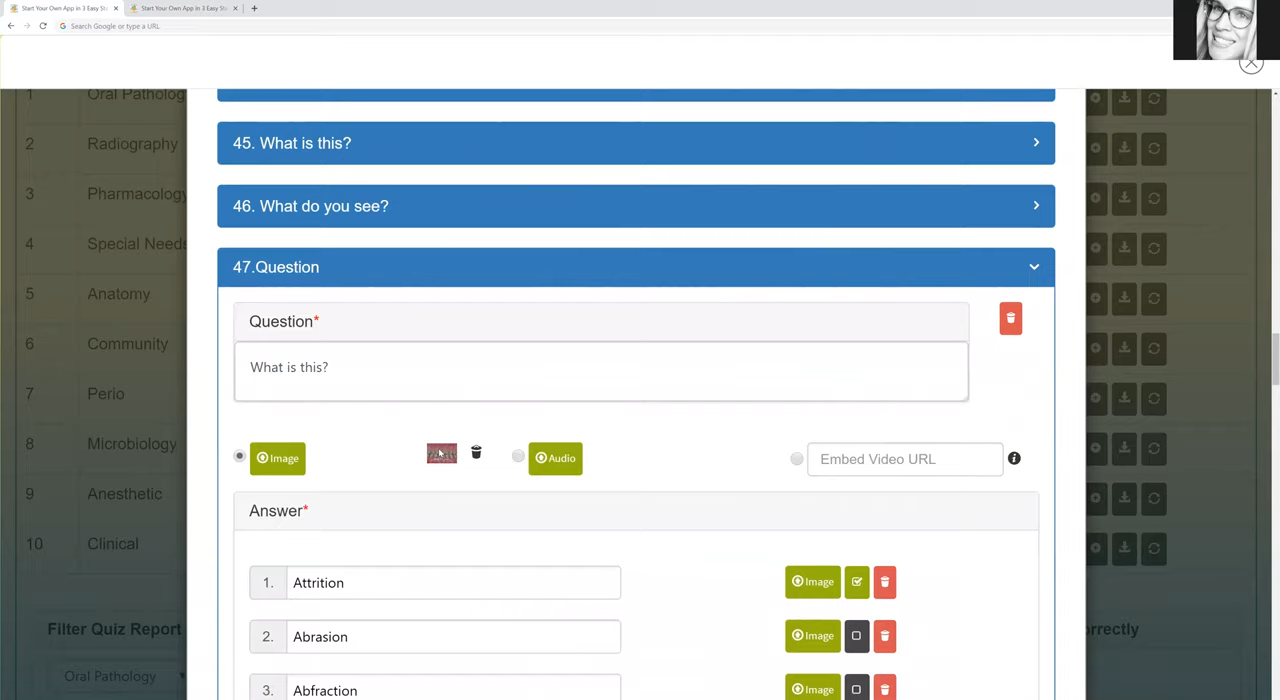 Start Your Own App in 3 Easy St
Start Your Own App in 3 Easy St
Search Google or type a URL
1 Oral Pathology
2 Radiography
3 Pharmacology
4 Special Needs
5 Anatomy
6 Community
7 Perio
8 Microbiology
9 Anesthetic
10 Clinical
45. What is this?
46. What do you see?
47.Question
Question*
What is this?
Image
Audio
Embed Video URL
Answer*
1. Attrition Image
2. Abrasion Image
3. Abfraction Image
Filter Quiz Report
orrectly
Oral Pathology